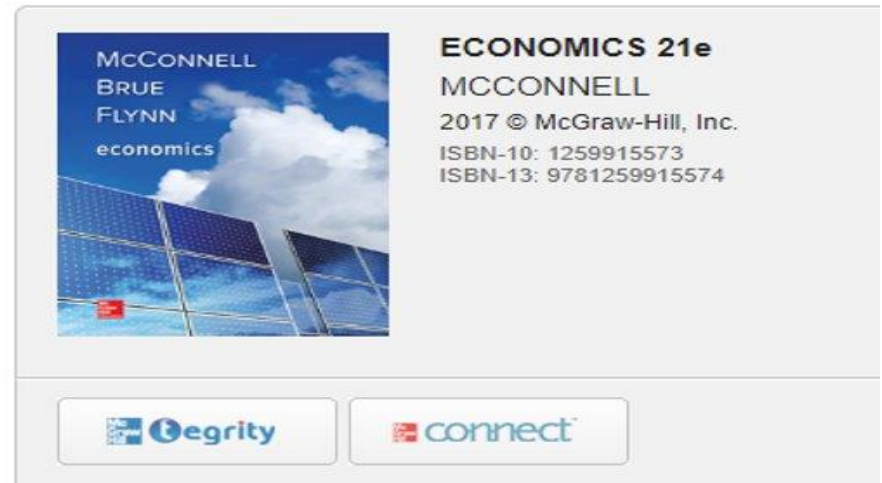 McConnell
Brue
Flynn
economics
ECONOMICS 21e
MCCONNELL
2017 © McGraw-Hill, Inc.
ISBN-10: 1259915573
ISBN-13: 9781259915574
tegrity
connect